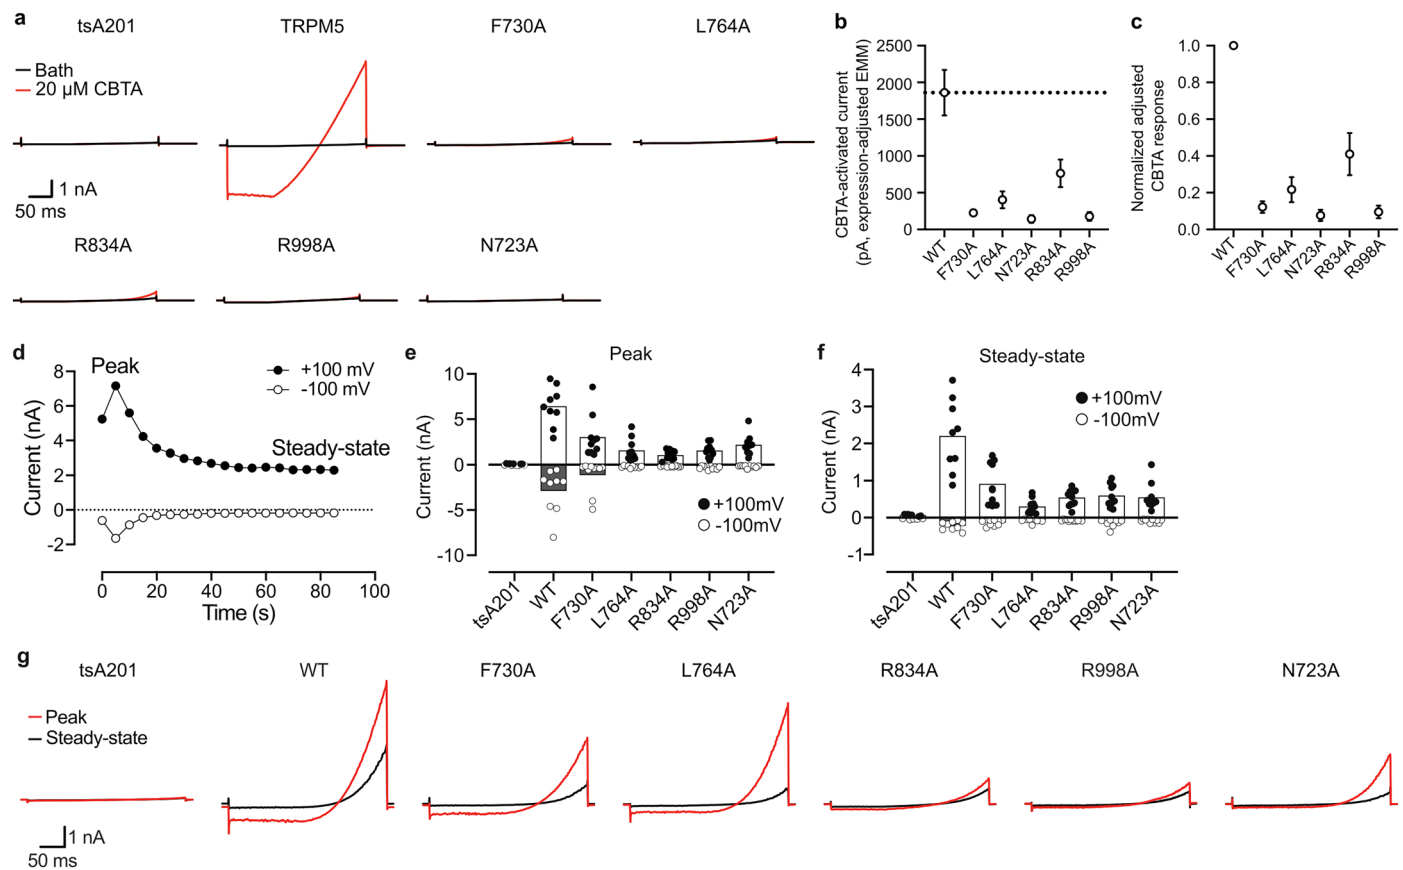 a
tsA201
TRPM5
F730A
L764A
Bath
20 µM CBTA
1 nA
50 ms
R834A
R998A
N723A
b
CBTA-activated current
(pA, expression-adjusted EMM)
2500
2000
1500
1000
500
0
WT
F730A
L764A
N723A
R834A
R998A
c
Normalized adjusted
CBTA response
1.0
0.8
0.6
0.4
0.2
0.0
WT
F730A
L764A
N723A
R834A
R998A
d
Peak
+100 mV
-100 mV
Steady-state
Current (nA)
8
6
4
2
0
-2
0
20
40
60
80
100
Time (s)
e
Peak
Current (nA)
10
5
0
-5
-10
+100mV
-100mV
tsA201
WT
F730A
L764A
R834A
R998A
N723A
f
Steady-state
Current (nA)
4
3
2
1
0
-1
+100mV
-100mV
tsA201
WT
F730A
L764A
R834A
R998A
N723A
g
tsA201
WT
F730A
L764A
R834A
R998A
N723A
Peak
Steady-state
1 nA
50 ms